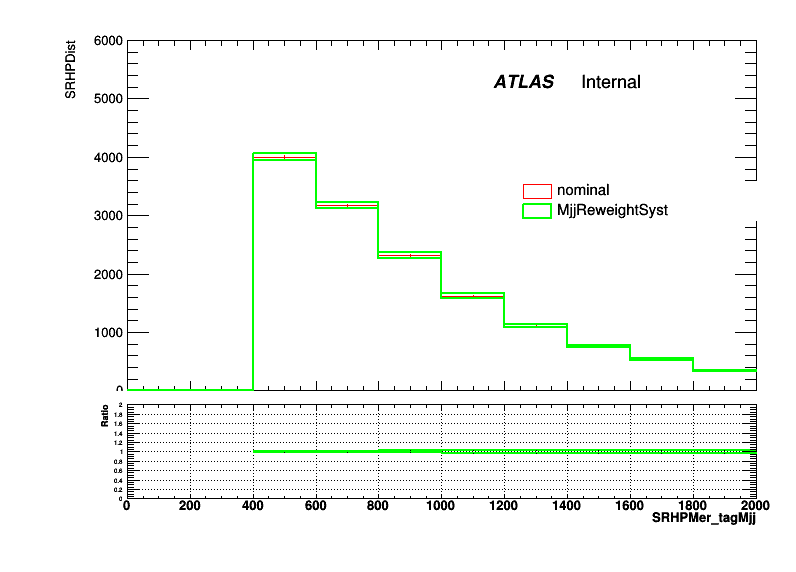 SRHPDist
6000
5000
4000
3000
2000
1000
0
ATLAS Internal
nominal
MjjReweightSyst
Ratio
2
1.8
1.6
1.4
1.2
1
0.8
0.6
0.4
0.2
0
0 200 400 600 800 1000 1200 1400 1600 1800 2000
SRHPMer_tagMjj